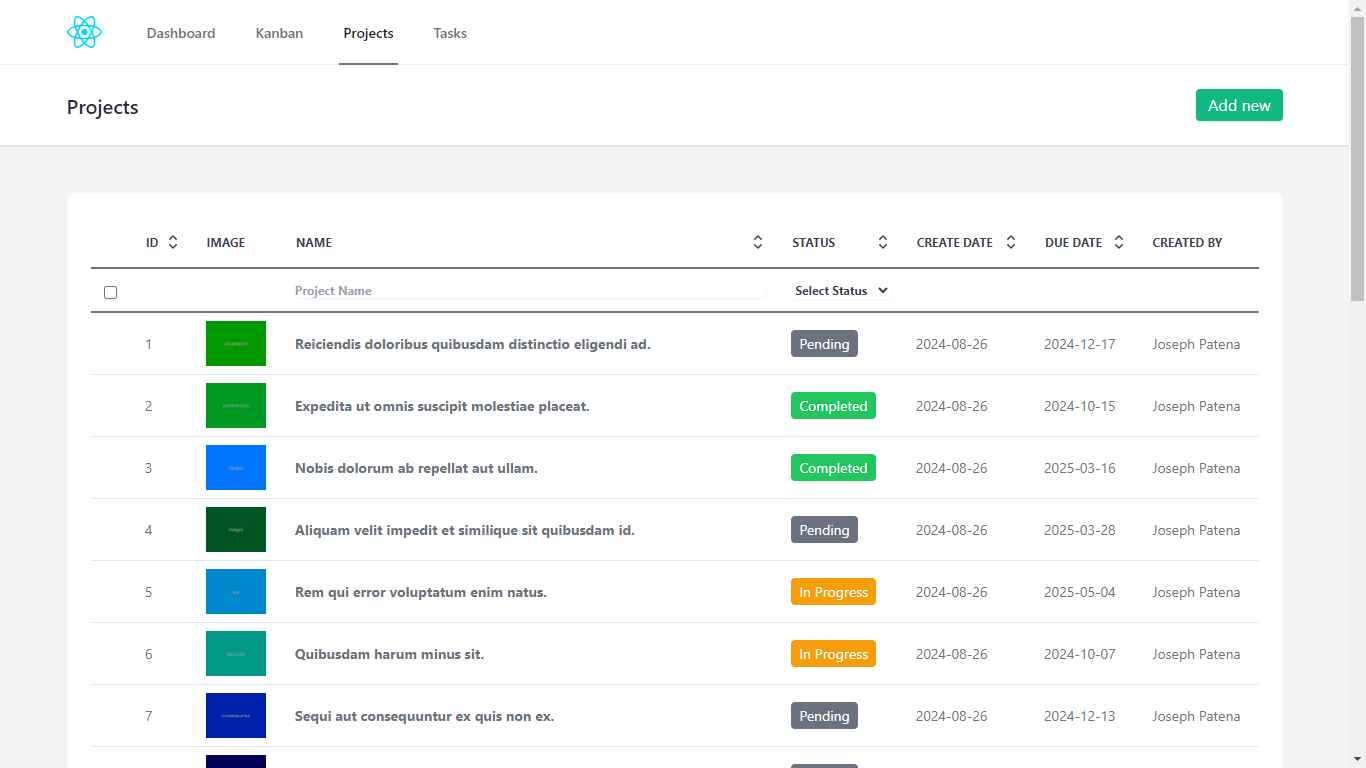 Dashboard Kanban Projects Tasks
Projects Add new
ID IMAGE NAME STATUS CREATE DATE DUE DATE CREATED BY
Project Name Select Status
1 Reiciendis doloribus quibusdam distinctio eligendi ad. Pending 2024-08-26 2024-12-17 Joseph Patena
2 Expedita ut omnis suscipit molestiae placeat. Completed 2024-08-26 2024-10-15 Joseph Patena
3 Nobis dolorum ab repellat aut ullam. Completed 2024-08-26 2025-03-16 Joseph Patena
4 magni Aliquam velit impedit et similique sit quibusdam id. Pending 2024-08-26 2025-03-28 Joseph Patena
5 Rem qui error voluptatum enim natus. In Progress 2024-08-26 2025-05-04 Joseph Patena
6 Quibusdam harum minus sit. In Progress 2024-08-26 2024-10-07 Joseph Patena
7 Sequi aut consequuntur ex quis non ex. Pending 2024-08-26 2024-12-13 Joseph Patena